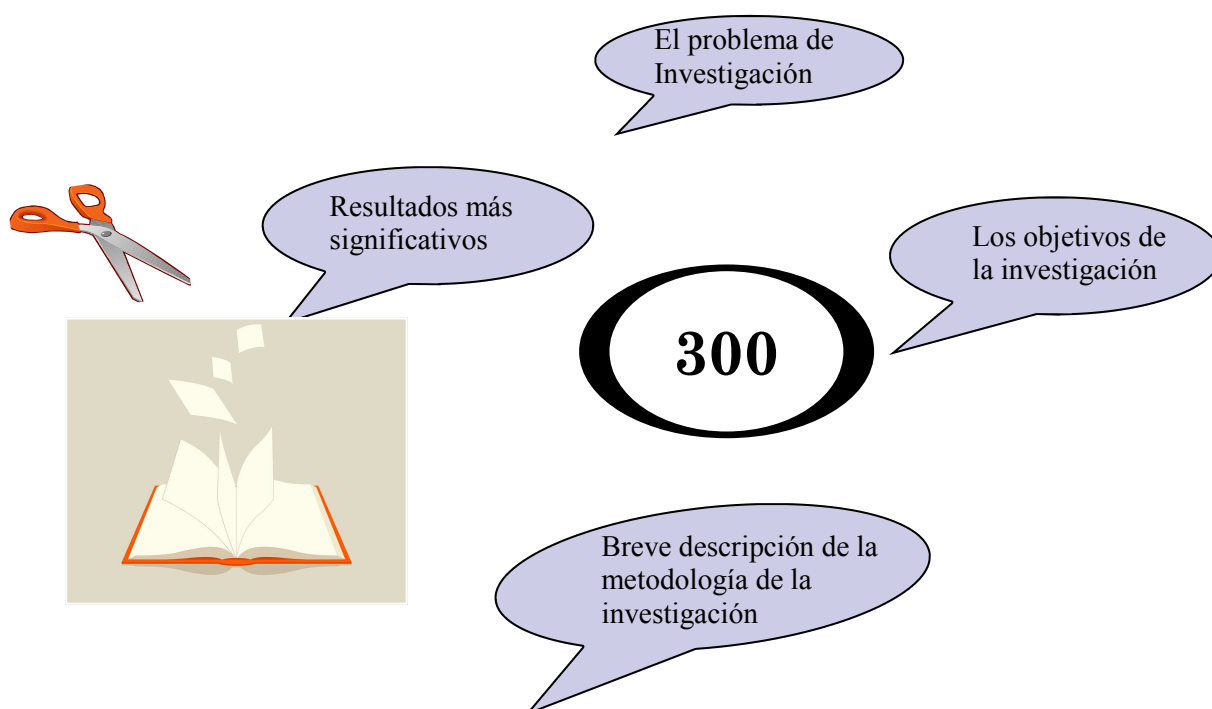 El problema de
Investigación
Resultados más
significativos
Los objetivos de
la investigación
300
Breve descripción de la
metodología de la
investigación